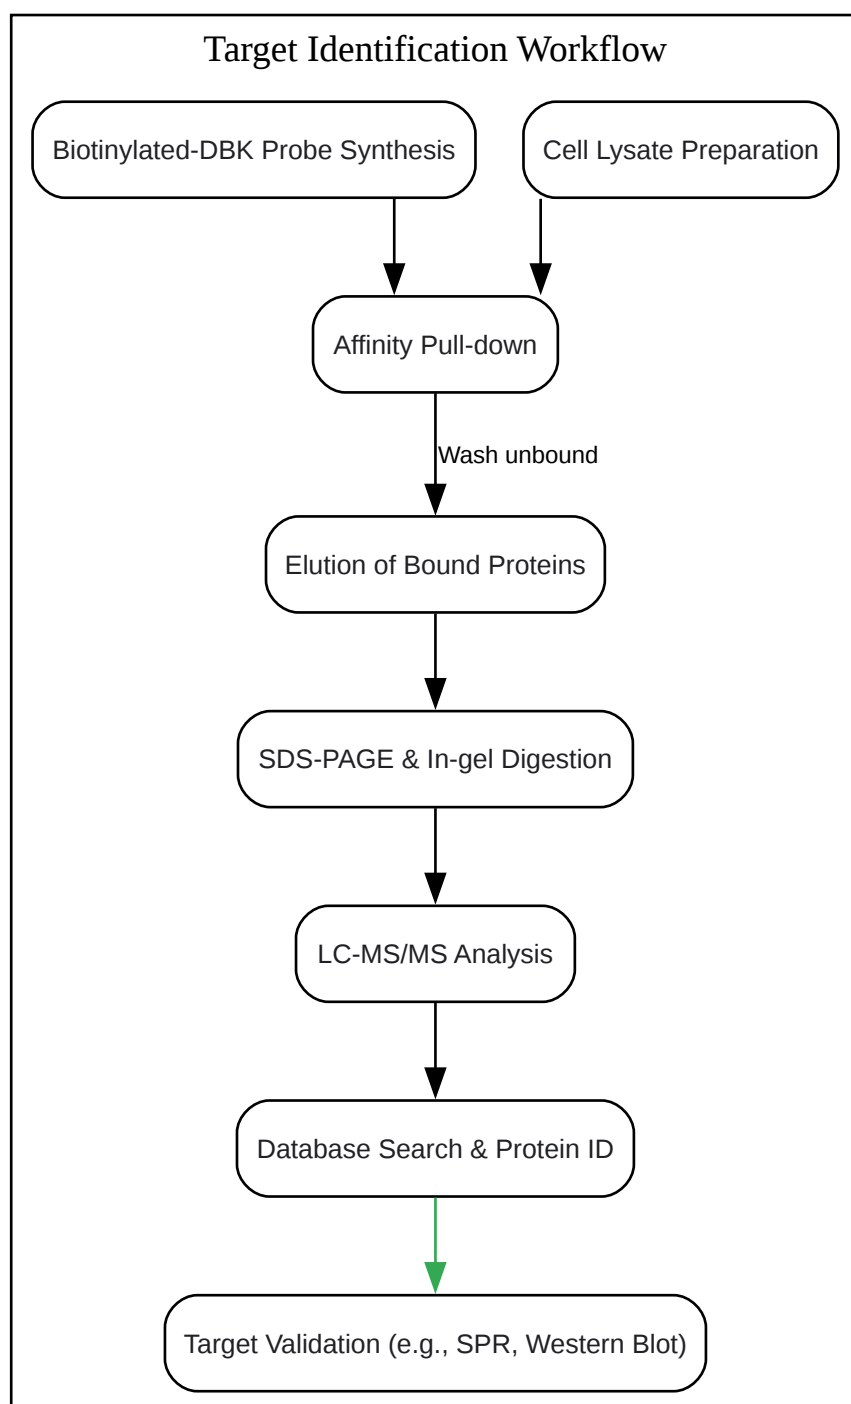 Target Identification Workflow
Biotinylated-DBK Probe Synthesis
Cell Lysate Preparation
Affinity Pull-down
Wash unbound
Elution of Bound Proteins
SDS-PAGE & In-gel Digestion
LC-MS/MS Analysis
Database Search & Protein ID
Target Validation (e.g., SPR, Western Blot)